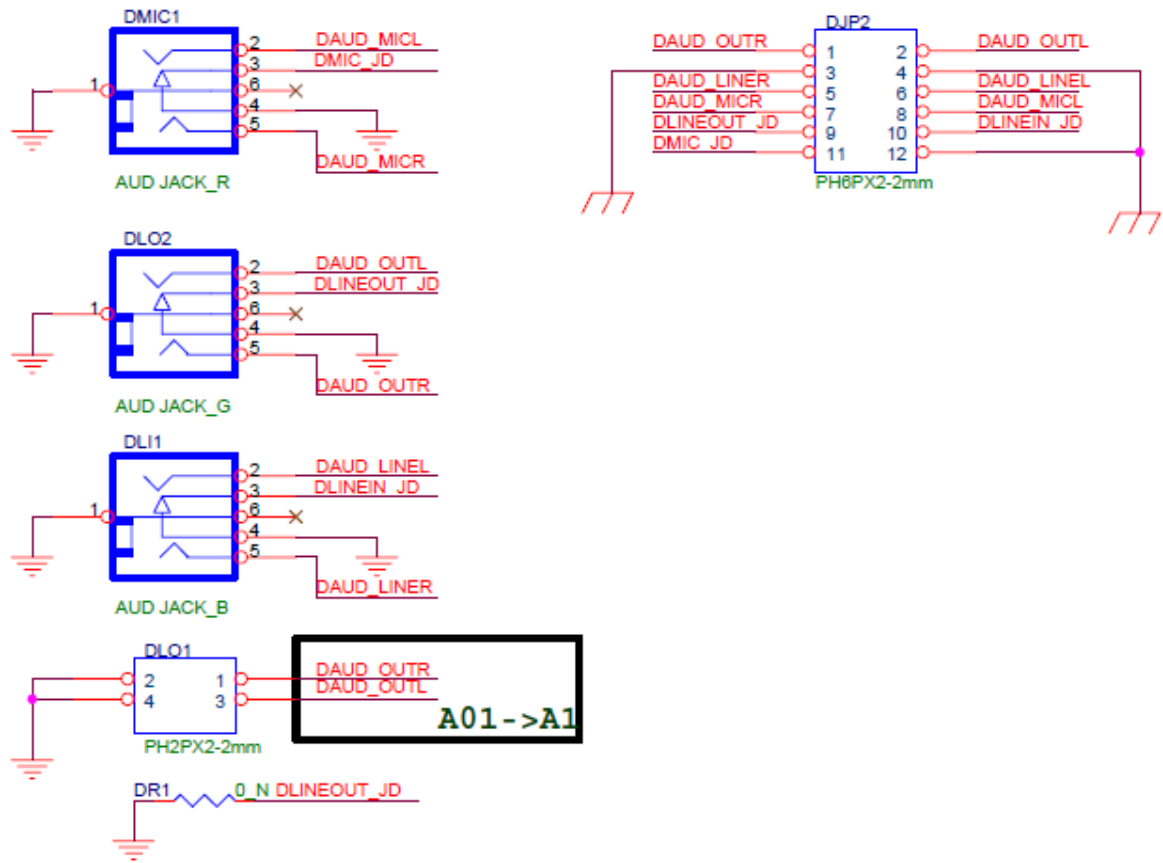 DMIC1
2 DAUD_MICL
3 DMIC_JD
1 6
4
5
DAUD_MICR
AUD JACK_R
DLO2
2 DAUD_OUTL
3 DLINEOUT_JD
1 6
4
5
DAUD_OUTR
AUD JACK_G
DLI1
2 DAUD_LINEL
3 DLINEIN_JD
1 6
4
5
DAUD_LINER
AUD JACK_B
DLO1
2 1 DAUD_OUTR
4 3 DAUD_OUTL
A01->A1
PH2PX2-2mm
DR1 0_N DLINEOUT_JD
DJP2
DAUD_OUTR 1 2 DAUD_OUTL
3 4
DAUD_LINER 5 6 DAUD_LINEL
DAUD_MICR 7 8 DAUD_MICL
DLINEOUT_JD 9 10 DLINEIN_JD
DMIC_JD 11 12
PH6PX2-2mm